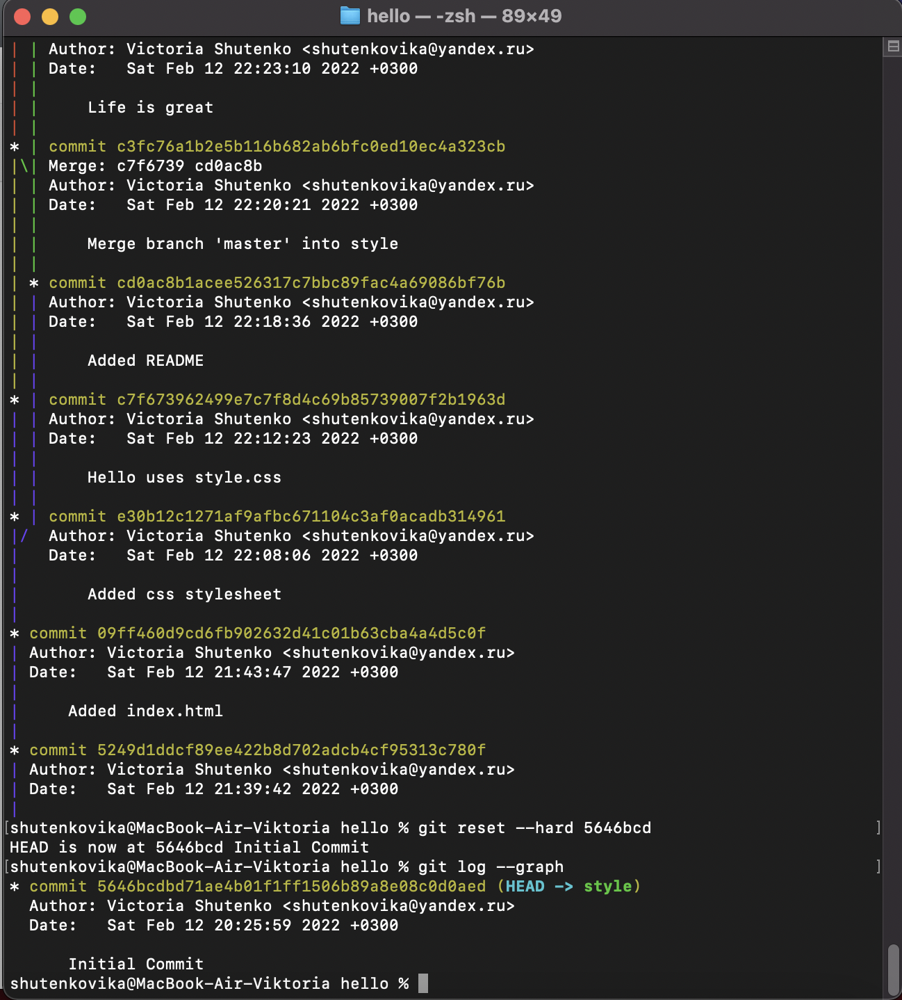 hello — -zsh — 89×49
| | Author: Victoria Shutenko <shutenkovika@yandex.ru>
| | Date:   Sat Feb 12 22:23:10 2022 +0300
| |
| |     Life is great
| |
* | commit c3fc76a1b2e5b116b682ab6bfc0ed10ec4a323cb
|\| Merge: c7f6739 cd0ac8b
| | Author: Victoria Shutenko <shutenkovika@yandex.ru>
| | Date:   Sat Feb 12 22:20:21 2022 +0300
| |
| |     Merge branch 'master' into style
| |
| * commit cd0ac8b1acee526317c7bbc89fac4a69086bf76b
| | Author: Victoria Shutenko <shutenkovika@yandex.ru>
| | Date:   Sat Feb 12 22:18:36 2022 +0300
| |
| |     Added README
| |
* | commit c7f673962499e7c7f8d4c69b85739007f2b1963d
| | Author: Victoria Shutenko <shutenkovika@yandex.ru>
| | Date:   Sat Feb 12 22:12:23 2022 +0300
| |
| |     Hello uses style.css
| |
* | commit e30b12c1271af9afbc671104c3af0acadb314961
|/  Author: Victoria Shutenko <shutenkovika@yandex.ru>
|   Date:   Sat Feb 12 22:08:06 2022 +0300
|
|       Added css stylesheet
|
* commit 09ff460d9cd6fb902632d41c01b63cba4a4d5c0f
| Author: Victoria Shutenko <shutenkovika@yandex.ru>
| Date:   Sat Feb 12 21:43:47 2022 +0300
|
|     Added index.html
|
* commit 5249d1ddcf89ee422b8d702adcb4cf95313c780f
| Author: Victoria Shutenko <shutenkovika@yandex.ru>
| Date:   Sat Feb 12 21:39:42 2022 +0300
|
[shutenkovika@MacBook-Air-Viktoria hello % git reset --hard 5646bcd ]
HEAD is now at 5646bcd Initial Commit
[shutenkovika@MacBook-Air-Viktoria hello % git log --graph ]
* commit 5646bcdbd71ae4b01f1ff1506b89a8e08c0d0aed (HEAD -> style)
  Author: Victoria Shutenko <shutenkovika@yandex.ru>
  Date:   Sat Feb 12 20:25:59 2022 +0300

      Initial Commit
shutenkovika@MacBook-Air-Viktoria hello %